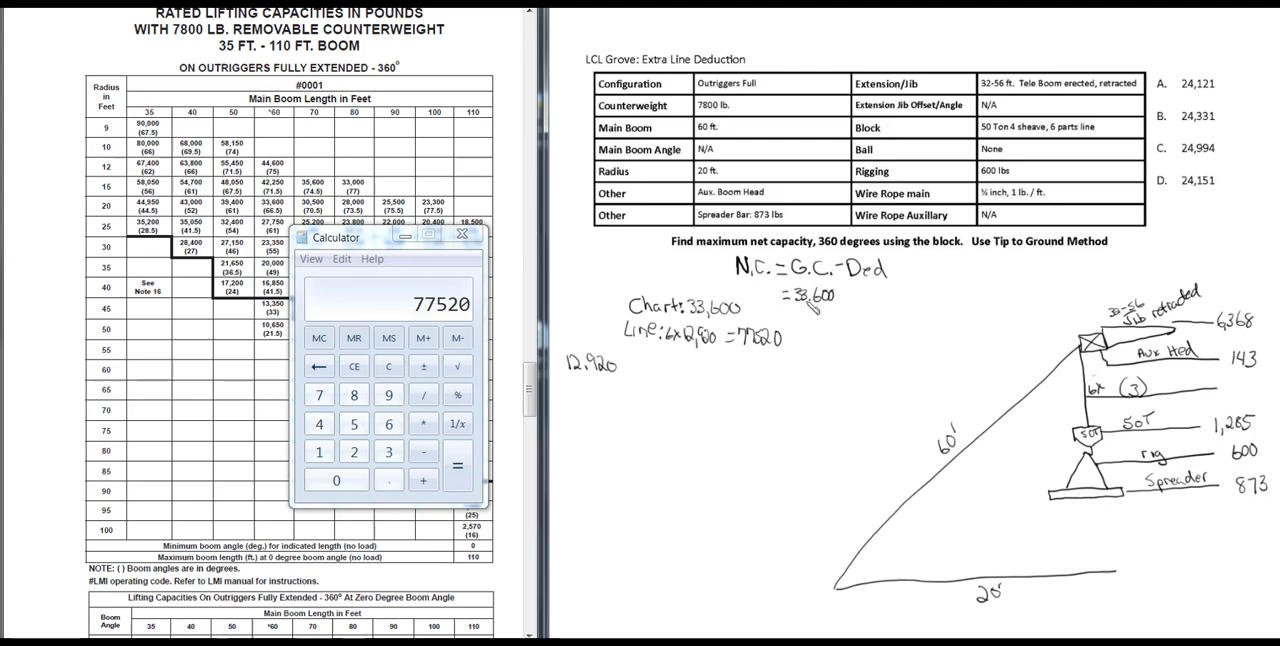 RATED LIFTING CAPACITIES IN POUNDS
WITH 7800 LB. REMOVABLE COUNTERWEIGHT
35 FT. - 110 FT. BOOM
ON OUTRIGGERS FULLY EXTENDED - 360°
Radius in Feet
#0001
Main Boom Length in Feet
35 40 50 *60 70 80 90 100 110
9 90,000 (67.5)
10 80,000 (66) 68,000 (69.5) 58,150 (74)
12 67,400 (62) 63,800 (66) 55,450 (71.5) 44,600 (75)
15 58,050 (56) 54,700 (61) 48,050 (67.5) 42,250 (71.5) 35,600 (74.5) 33,000 (77)
20 44,950 (44.5) 43,000 (52) 39,400 (61) 33,600 (66.5) 30,500 (70.5) 28,000 (73.5) 25,500 (75.5) 23,300 (77.5)
25 35,200 (28.5) 35,050 (41.5) 32,400 (54) 27,750 (61) 25,200 23,800 22,000 20,400 18,500
30 28,400 (27) 27,150 (46) 23,350 (55)
35 21,650 (36.5) 20,000 (49)
40 See Note 16 17,200 (24) 16,850 (41.5)
45 13,350 (33)
50 10,650 (21.5)
55
60
65
70
75
80
85
90
95 (25)
100 2,570 (16)
Minimum boom angle (deg.) for indicated length (no load) 0
Maximum boom length (ft.) at 0 degree boom angle (no load) 110
NOTE: ( ) Boom angles are in degrees.
#LMI operating code. Refer to LMI manual for instructions.
Lifting Capacities On Outriggers Fully Extended - 360° At Zero Degree Boom Angle
Boom Angle
Main Boom Length in Feet
35 40 50 *60 70 80 90 100 110
Calculator
View Edit Help
77520
MC MR MS M+ M-
← CE C ± √
7 8 9 / %
4 5 6 * 1/x
1 2 3 - =
0 . +
LCL Grove: Extra Line Deduction
Configuration Outriggers Full Extension/Jib 32-56 ft. Tele Boom erected, retracted
Counterweight 7800 lb. Extension Jib Offset/Angle N/A
Main Boom 60 ft. Block 50 Ton 4 sheave, 6 parts line
Main Boom Angle N/A Ball None
Radius 20 ft. Rigging 600 lbs
Other Aux. Boom Head Wire Rope main ¾ inch, 1 lb. / ft.
Other Spreader Bar: 873 lbs Wire Rope Auxillary N/A
A. 24,121
B. 24,331
C. 24,994
D. 24,151
Find maximum net capacity, 360 degrees using the block. Use Tip to Ground Method
N.C. = G.C. - Ded
= 33,600
Chart: 33,600
Line: 6x12,920 = 77520
12,920
32-56
Jib retracted 6,368
Aux Hed 143
6x (3)
50T 50T 1,285
rig 600
Spreader 873
60'
20'